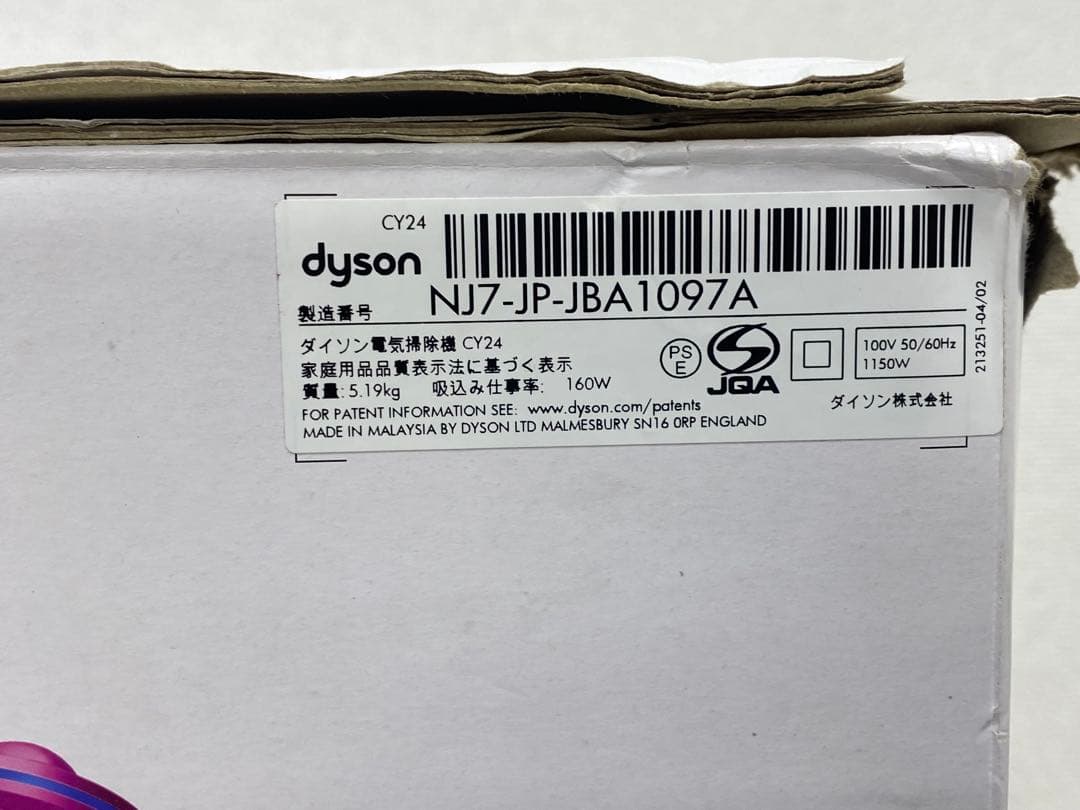 CY24
dyson
製造番号 NJ7-JP-JBA1097A
ダイソン電気掃除機 CY24
家庭用品品質表示法に基づく表示
質量: 5.19kg 吸込み仕事率: 160W
FOR PATENT INFORMATION SEE: www.dyson.com/patents
MADE IN MALAYSIA BY DYSON LTD MALMESBURY SN16 0RP ENGLAND
PS
E
JQA
100V 50/60Hz
1150W
ダイソン株式会社
213251-04/02